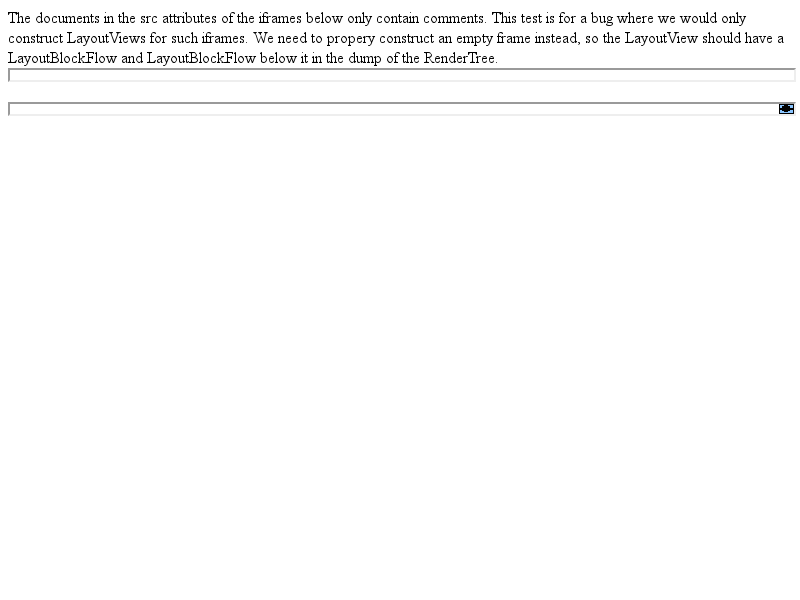 The documents in the src attributes of the iframes below only contain comments. This test is for a bug where we would only
construct LayoutViews for such iframes. We need to propery construct an empty frame instead, so the LayoutView should have a
LayoutBlockFlow and LayoutBlockFlow below it in the dump of the RenderTree.